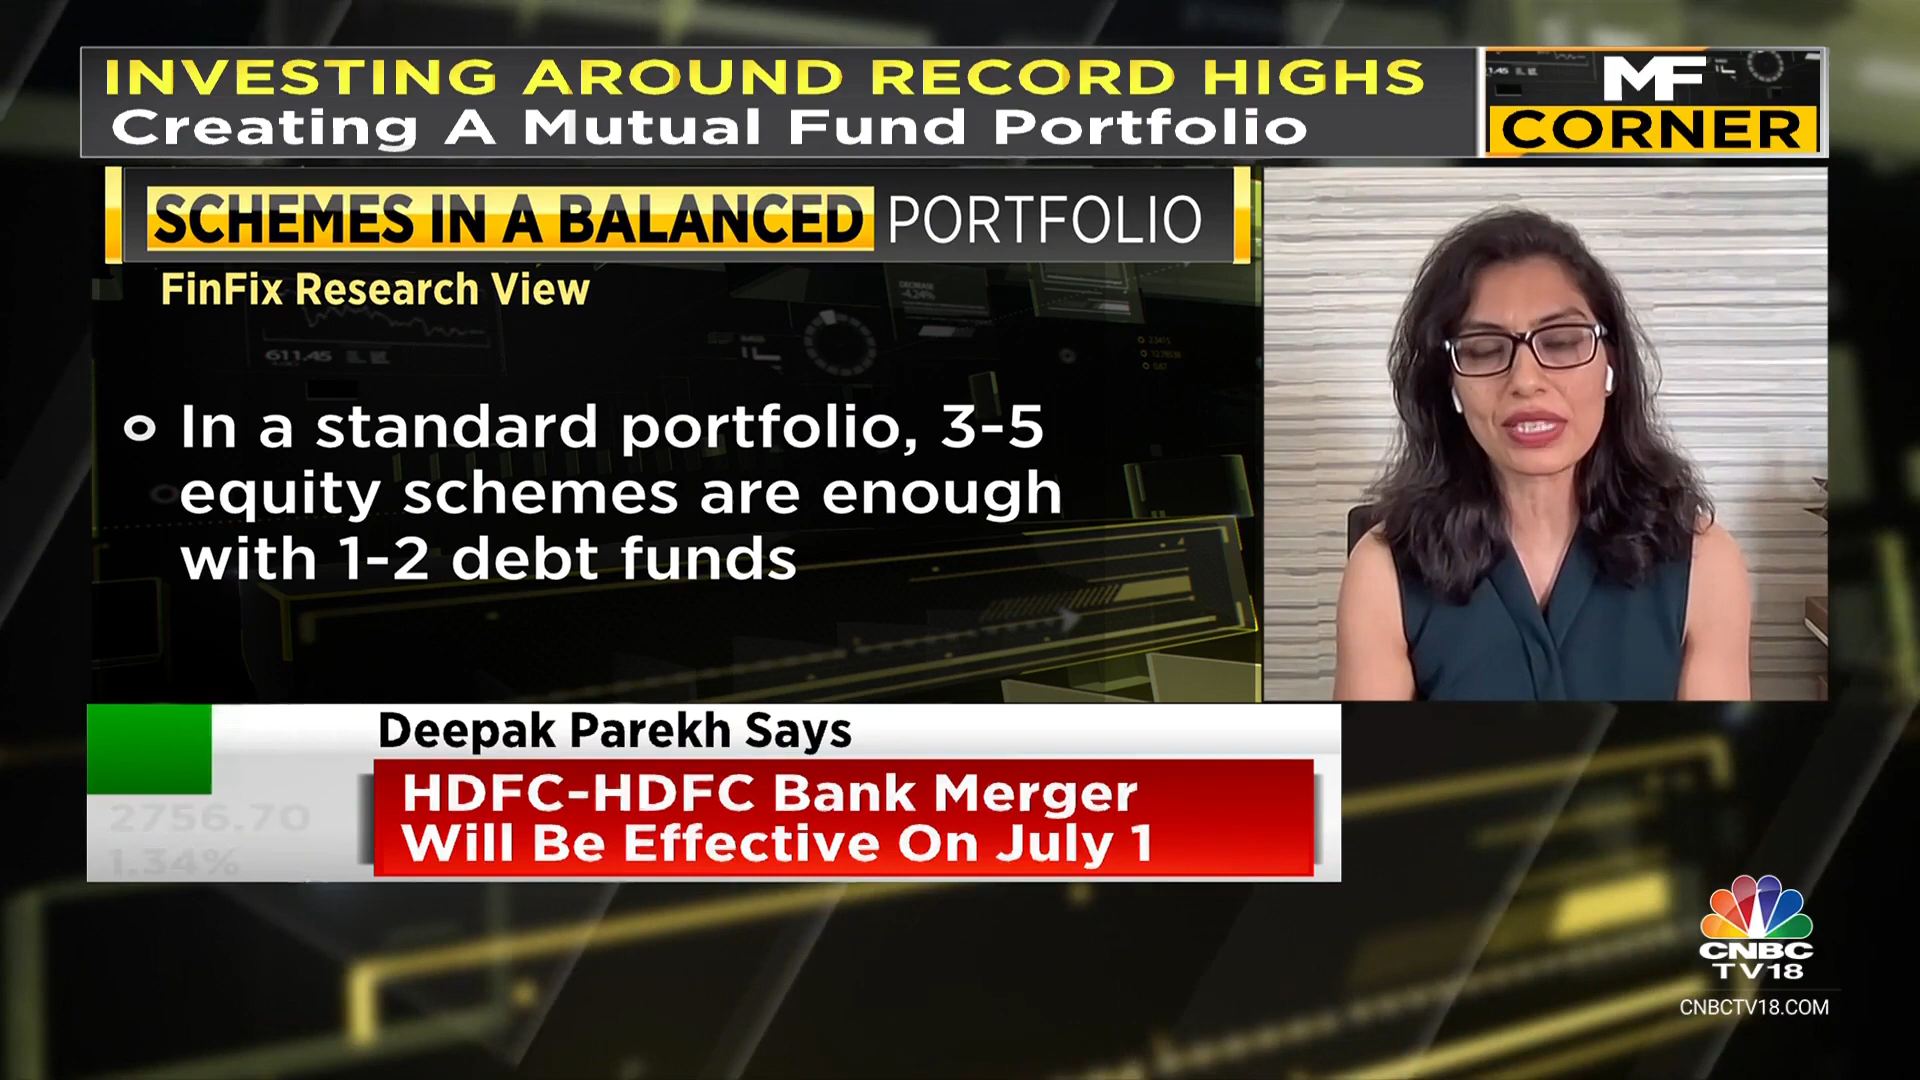 INVESTING AROUND RECORD HIGHS
Creating A Mutual Fund Portfolio
MF
CORNER
SCHEMES IN A BALANCED PORTFOLIO
FinFix Research View
611.45
In a standard portfolio, 3-5
equity schemes are enough
with 1-2 debt funds
Deepak Parekh Says
HDFC-HDFC Bank Merger
Will Be Effective On July 1
2756.70
1.34%
CNBC
TV18
CNBCTV18.COM